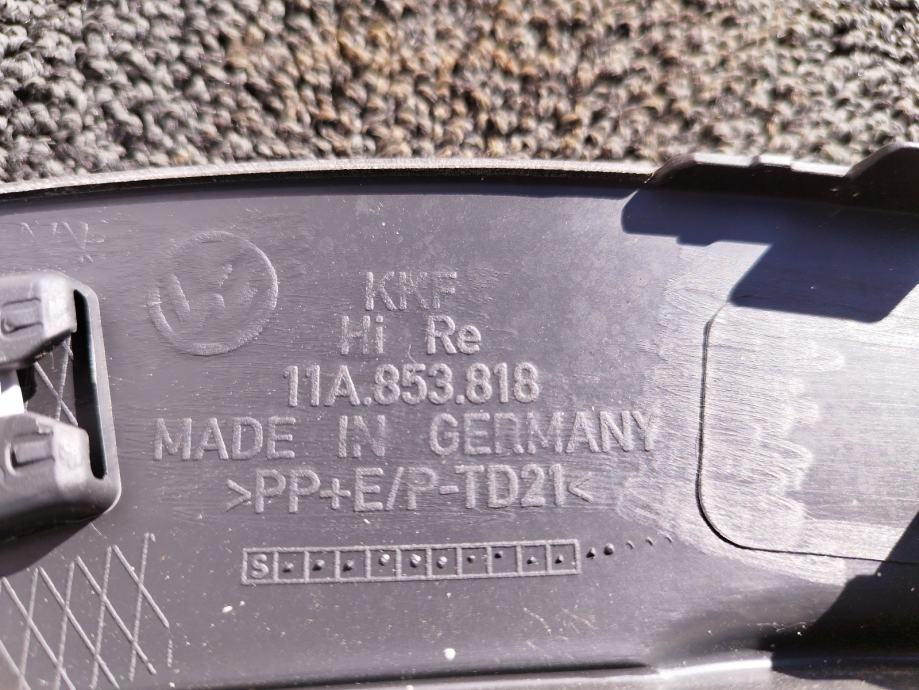 KKF
Hi Re
11A.853.818
MADE IN GERMANY
>PP+E/P-TD21<
S